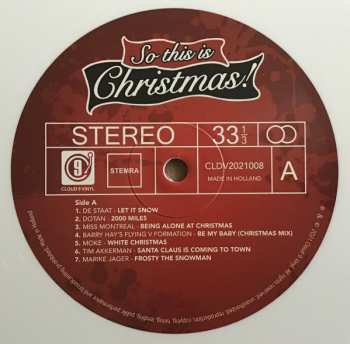 So this is
Christmas!
STEREO 33 1/3
9
CLOUD 9 VINYL
STEMRA
CLDV2021008
MADE IN HOLLAND
A
Side A
1. DE STAAT - LET IT SNOW
2. DOTAN - 2000 MILES
3. MISS MONTREAL - BEING ALONE AT CHRISTMAS
4. BARRY HAY'S FLYING V FORMATION - BE MY BABY (CHRISTMAS MIX)
5. MOKE - WHITE CHRISTMAS
6. TIM AKKERMAN - SANTA CLAUS IS COMING TO TOWN
7. MARIKE JAGER - FROSTY THE SNOWMAN